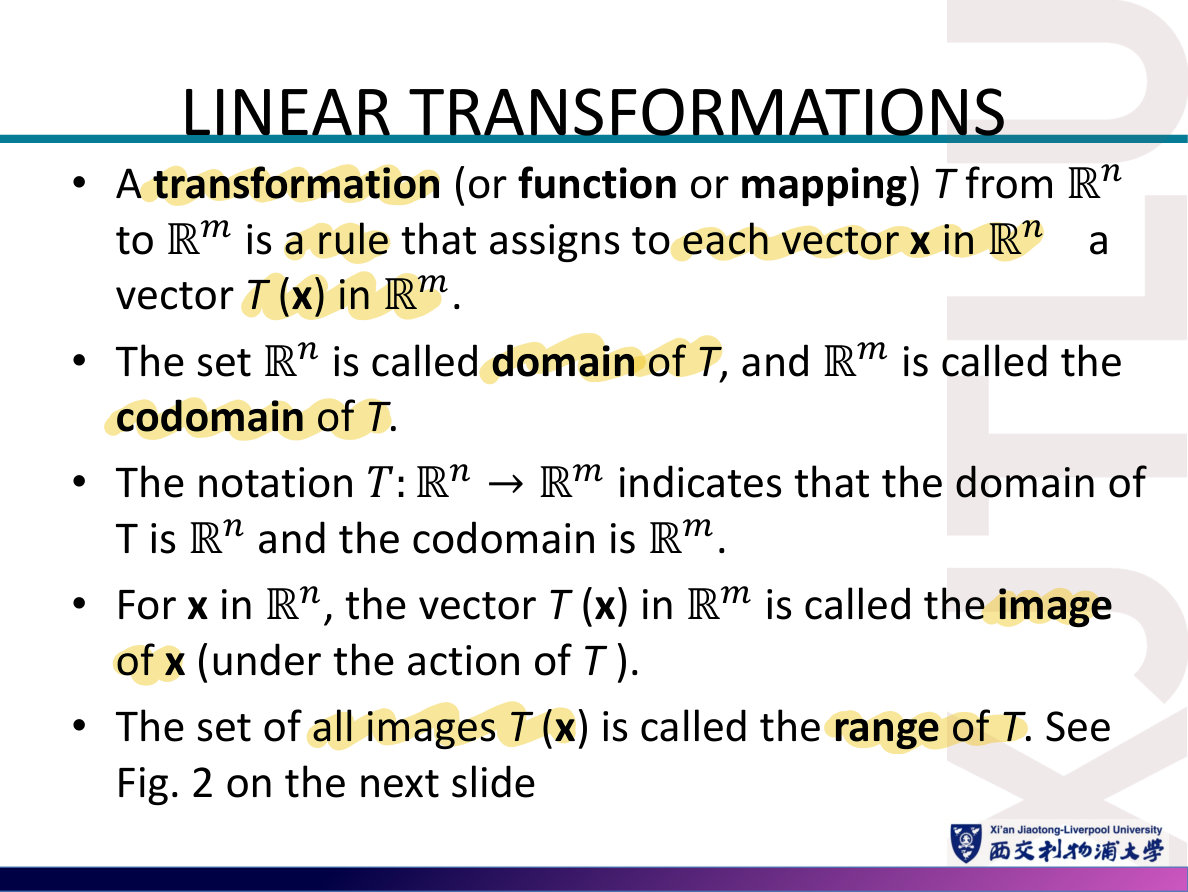 LINEAR TRANSFORMATIONS
• A transformation (or function or mapping) T from ℝⁿ
to ℝᵐ is a rule that assigns to each vector x in ℝⁿ a
vector T (x) in ℝᵐ.
• The set ℝⁿ is called domain of T, and ℝᵐ is called the
codomain of T.
• The notation T: ℝⁿ → ℝᵐ indicates that the domain of
T is ℝⁿ and the codomain is ℝᵐ.
• For x in ℝⁿ, the vector T (x) in ℝᵐ is called the image
of x (under the action of T ).
• The set of all images T (x) is called the range of T. See
Fig. 2 on the next slide
Xi'an Jiaotong-Liverpool University
西交利物浦大学
XJTLU